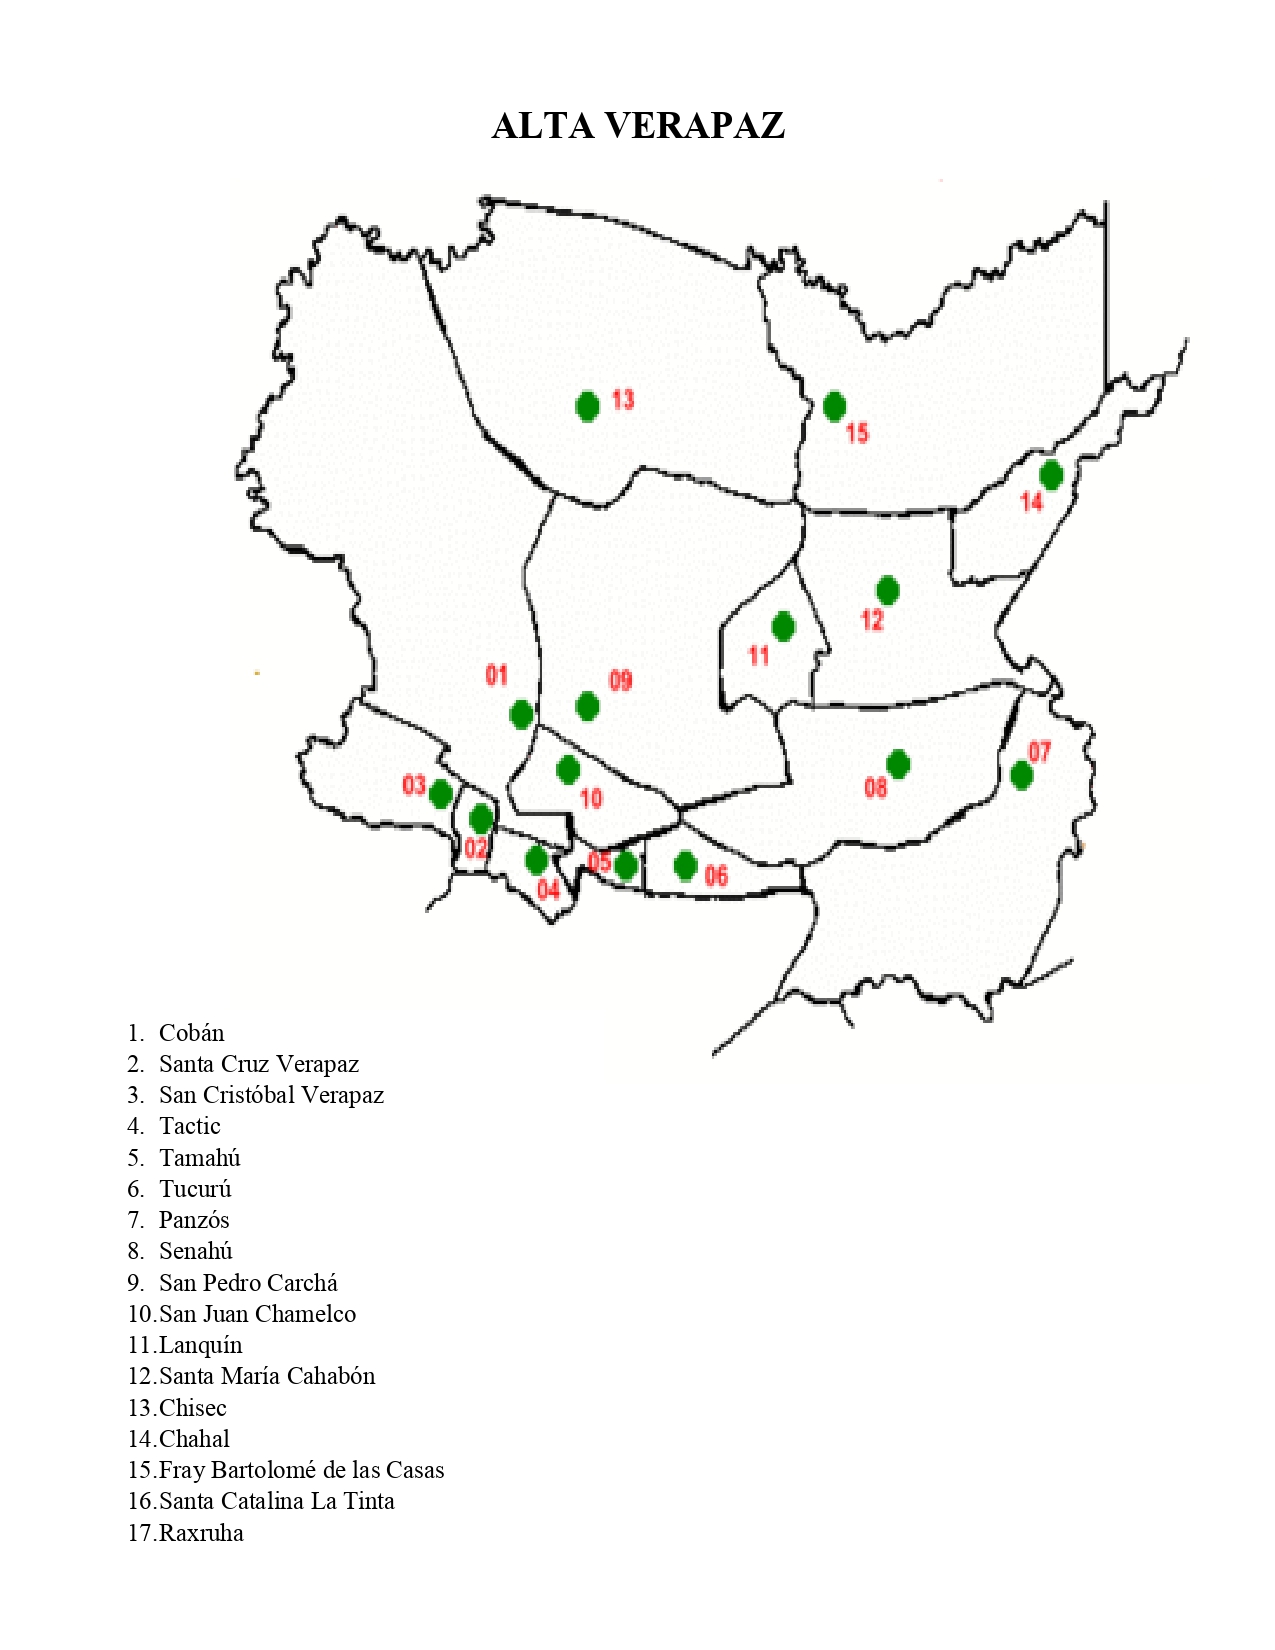 ALTA VERAPAZ
13
15
14
12
11
01
09
07
03
08
10
02
05
06
04
1. Cobán
2. Santa Cruz Verapaz
3. San Cristóbal Verapaz
4. Tactic
5. Tamahú
6. Tucurú
7. Panzós
8. Senahú
9. San Pedro Carchá
10. San Juan Chamelco
11. Lanquín
12. Santa María Cahabón
13. Chisec
14. Chahal
15. Fray Bartolomé de las Casas
16. Santa Catalina La Tinta
17. Raxruha